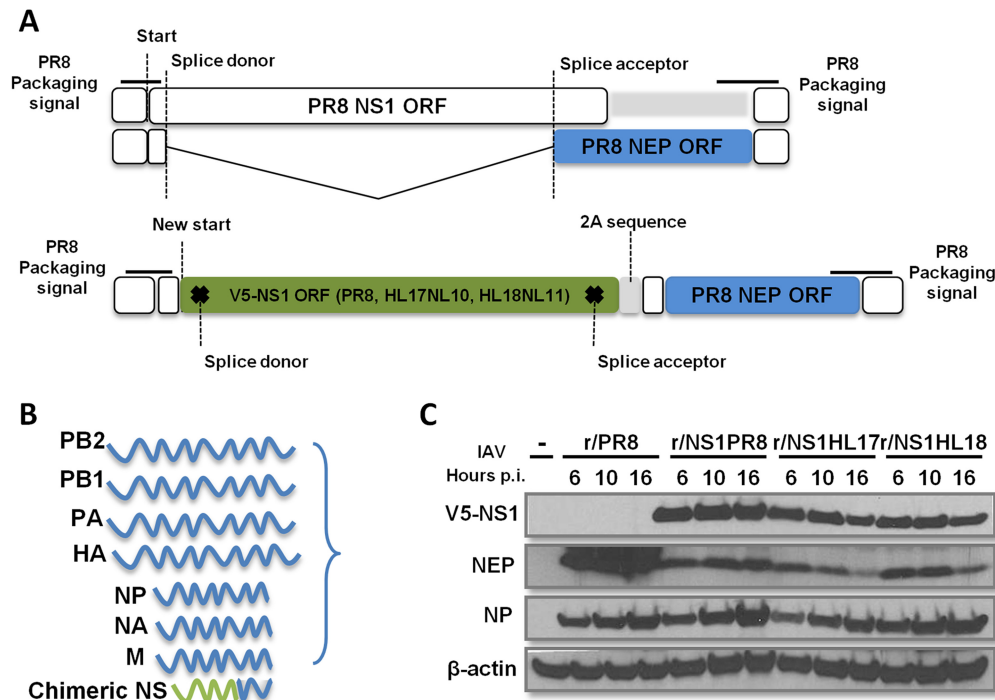 A
Start
PR8
Packaging
signal
Splice donor
Splice acceptor
PR8
Packaging
signal
PR8 NS1 ORF
PR8 NEP ORF
New start
2A sequence
PR8
Packaging
signal
PR8
Packaging
signal
V5-NS1 ORF (PR8, HL17NL10, HL18NL11)
PR8 NEP ORF
Splice donor
Splice acceptor
B
PB2
PB1
PA
HA
NP
NA
M
Chimeric NS
C
IAV - r/PR8 r/NS1PR8 r/NS1HL17 r/NS1HL18
Hours p.i. 6 10 16 6 10 16 6 10 16 6 10 16
V5-NS1
NEP
NP
β-actin